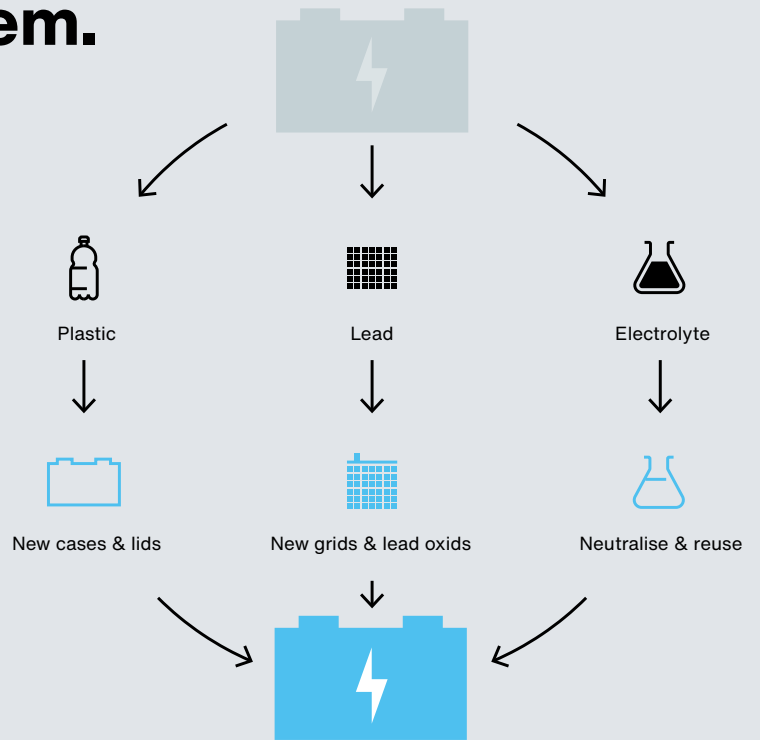 em.
Plastic
Lead
Electrolyte
New cases & lids
New grids & lead oxids
Neutralise & reuse